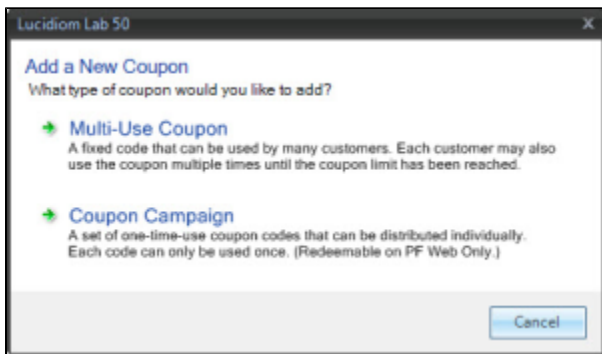 Lucidiom Lab 50
Add a New Coupon
What type of coupon would you like to add?
Multi-Use Coupon
A fixed code that can be used by many customers. Each customer may also
use the coupon multiple times until the coupon limit has been reached.
Coupon Campaign
A set of one-time-use coupon codes that can be distributed individually.
Each code can only be used once. (Redeemable on PF Web Only.)
Cancel